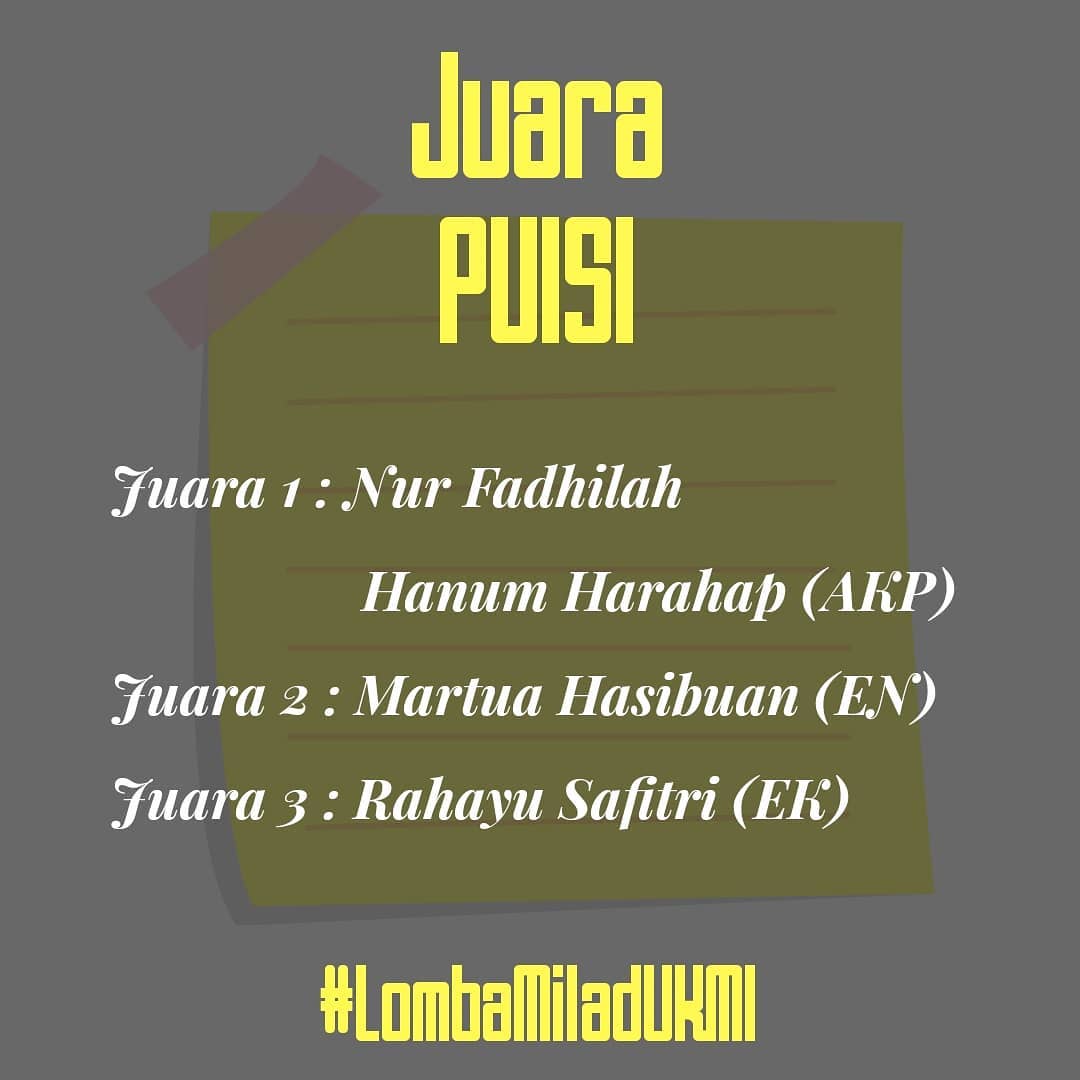 Juara
PUISI
Juara 1 : Nur Fadhilah
Hanum Harahap (AKP)
Juara 2 : Martua Hasibuan (EN)
Juara 3 : Rahayu Safitri (EK)
#LombaMiladUKMI